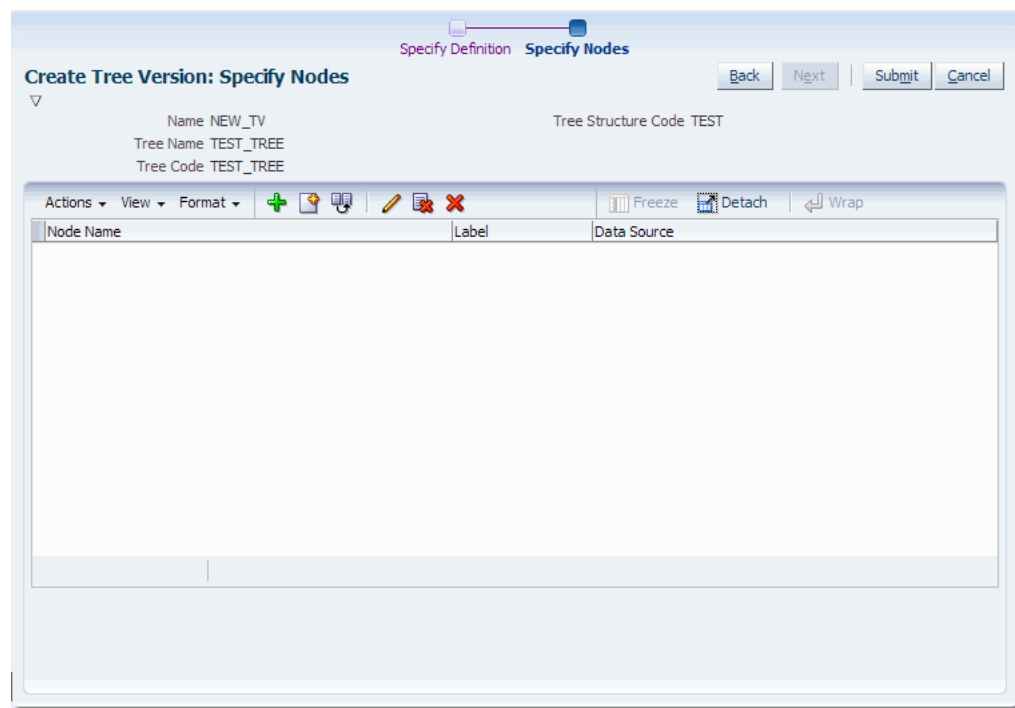 Specify Definition Specify Nodes
Create Tree Version: Specify Nodes
Back Next Submit Cancel
Name NEW_TV Tree Structure Code TEST
Tree Name TEST_TREE
Tree Code TEST_TREE
Actions View Format Freeze Detach Wrap
Node Name Label Data Source